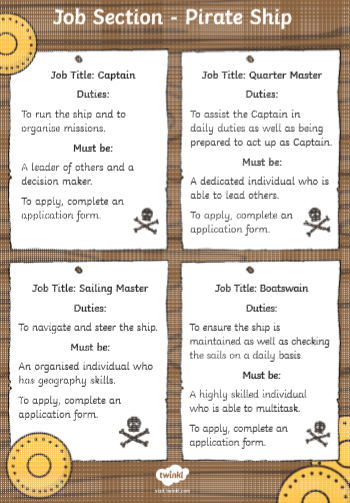 Job Section - Pirate Ship
Job Title: Captain
Duties:
To run the ship and to
organise missions.
Must be:
A leader of others and a
decision maker.
To apply, complete an
application form.
Job Title: Quarter Master
Duties:
To assist the Captain in
daily duties as well as being
prepared to act up as Captain.
Must be:
A dedicated individual who is
able to lead others.
To apply, complete an
application form.
Job Title: Sailing Master
Duties:
To navigate and steer the ship.
Must be:
An organised individual who
has geography skills.
To apply, complete an
application form.
Job Title: Boatswain
Duties:
To ensure the ship is
maintained as well as checking
the sails on a daily basis.
Must be:
A highly skilled individual
who is able to multitask.
To apply, complete an
application form.
twinkl
visit twinkl.com